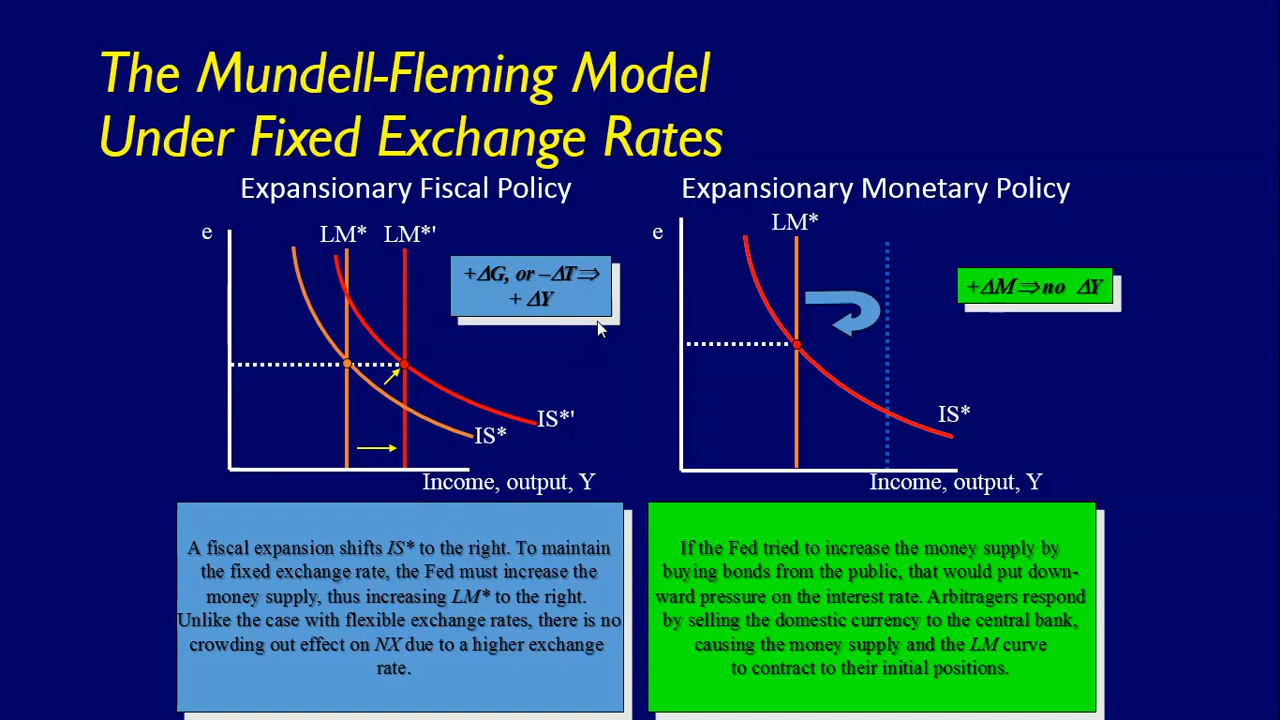 The Mundell-Fleming Model
Under Fixed Exchange Rates
Expansionary Fiscal Policy
e
LM*
LM*'
+ΔG, or –ΔT⇒
+ ΔY
IS*'
IS*
Income, output, Y
A fiscal expansion shifts IS* to the right. To maintain
the fixed exchange rate, the Fed must increase the
money supply, thus increasing LM* to the right.
Unlike the case with flexible exchange rates, there is no
crowding out effect on NX due to a higher exchange
rate.
Expansionary Monetary Policy
e
LM*
+ΔM⇒no ΔY
IS*
Income, output, Y
If the Fed tried to increase the money supply by
buying bonds from the public, that would put down-
ward pressure on the interest rate. Arbitragers respond
by selling the domestic currency to the central bank,
causing the money supply and the LM curve
to contract to their initial positions.